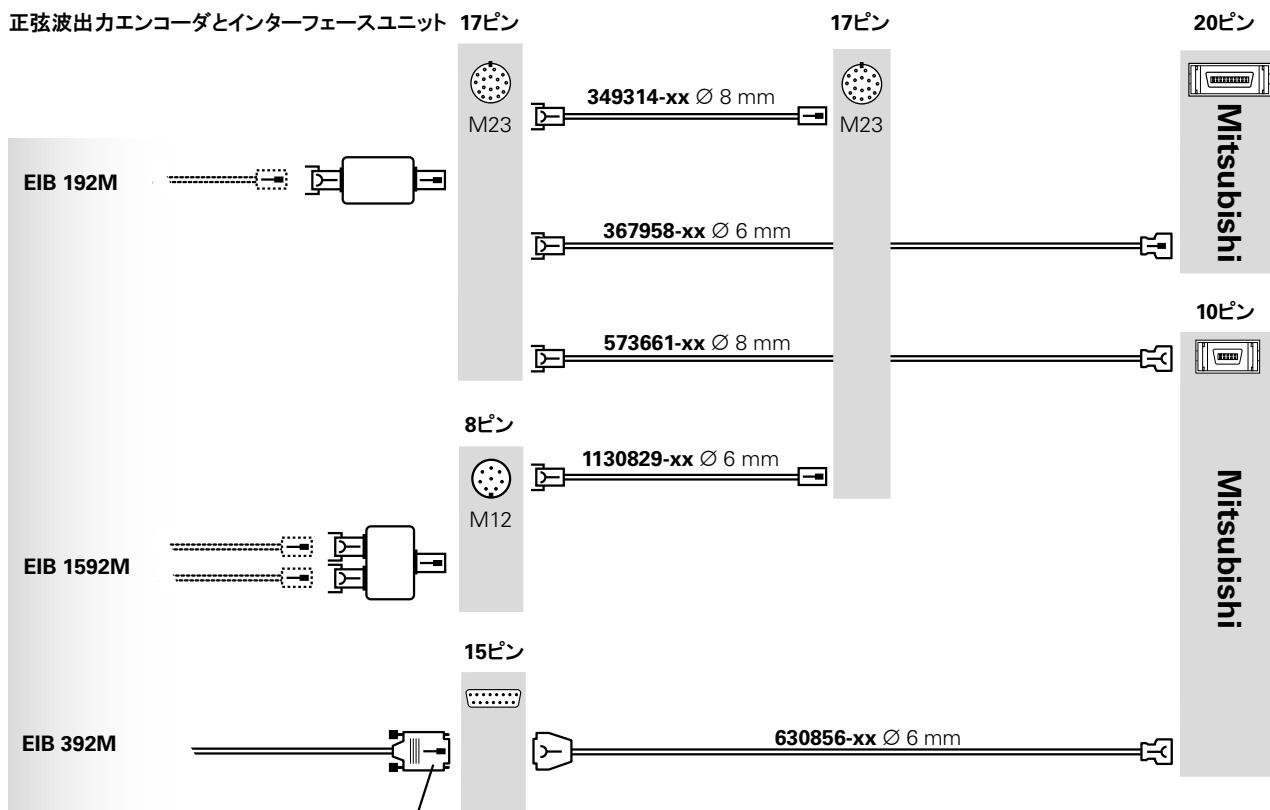 正弦波出力エンコーダとインターフェースユニット
17ピン
17ピン
20ピン
M23
349314-xx Ø 8 mm
M23
Mitsubishi
EIB 192M
367958-xx Ø 6 mm
10ピン
573661-xx Ø 8 mm
8ピン
M12
1130829-xx Ø 6 mm
Mitsubishi
EIB 1592M
15ピン
EIB 392M
630856-xx Ø 6 mm